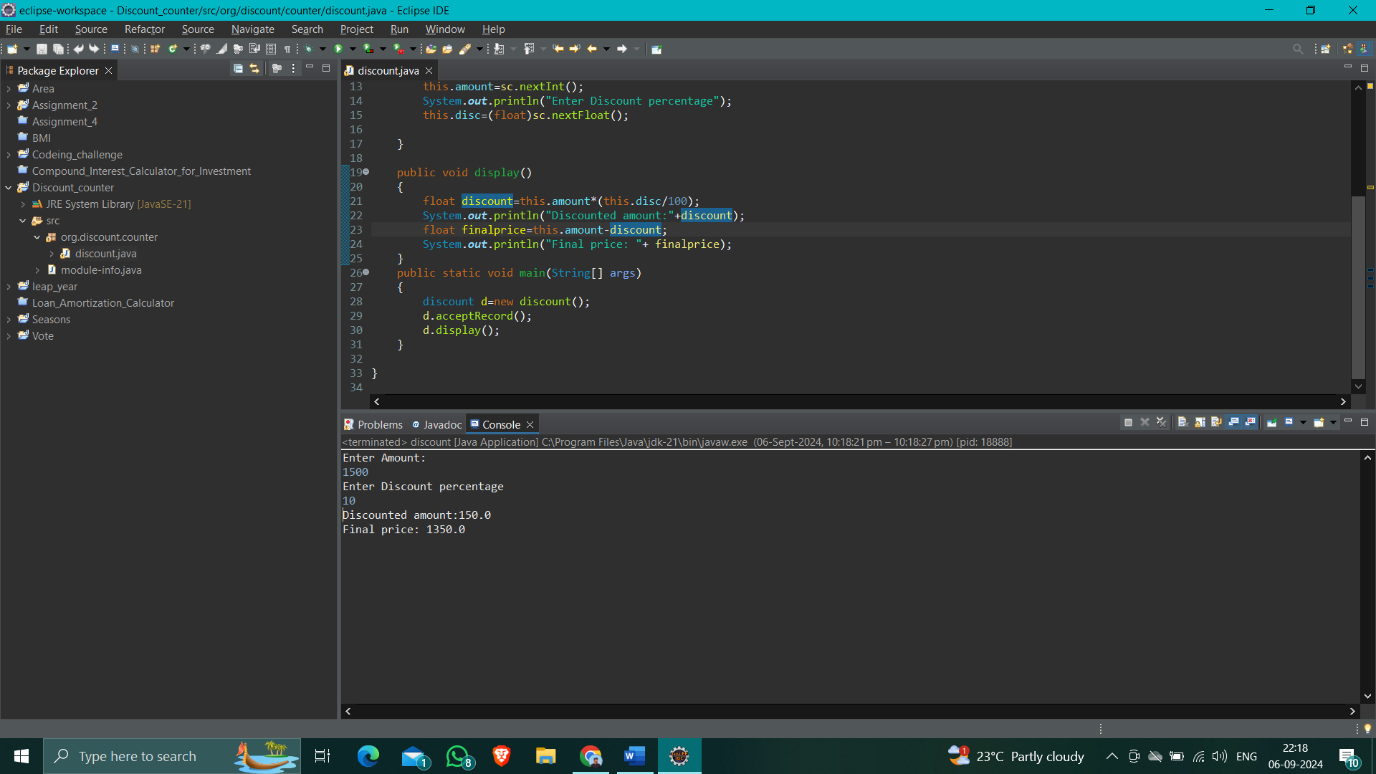 eclipse-workspace - Discount_counter/src/org/discount/counter/discount.java - Eclipse IDE
File Edit Source Refactor Source Navigate Search Project Run Window Help
Package Explorer
Area
Assignment_2
Assignment_4
BMI
Codeing_challenge
Compound_Interest_Calculator_for_Investment
Discount_counter
JRE System Library [JavaSE-21]
src
org.discount.counter
discount.java
module-info.java
leap_year
Loan_Amortization_Calculator
Seasons
Vote
discount.java
13 this.amount=sc.nextInt();
14 System.out.println("Enter Discount percentage");
15 this.disc=(float)sc.nextFloat();
16
17 }
18
19 public void display()
20 {
21 float discount=this.amount*(this.disc/100);
22 System.out.println("Discounted amount:"+discount);
23 float finalprice=this.amount-discount;
24 System.out.println("Final price: "+ finalprice);
25 }
26 public static void main(String[] args)
27 {
28 discount d=new discount();
29 d.acceptRecord();
30 d.display();
31 }
32
33 }
34
Problems Javadoc Console
<terminated> discount [Java Application] C:\Program Files\Java\jdk-21\bin\javaw.exe (06-Sept-2024, 10:18:21 pm – 10:18:27 pm) [pid: 18888]
Enter Amount:
1500
Enter Discount percentage
10
Discounted amount:150.0
Final price: 1350.0
Type here to search
1
8
W
1
23°C Partly cloudy
ENG
22:18
06-09-2024
10